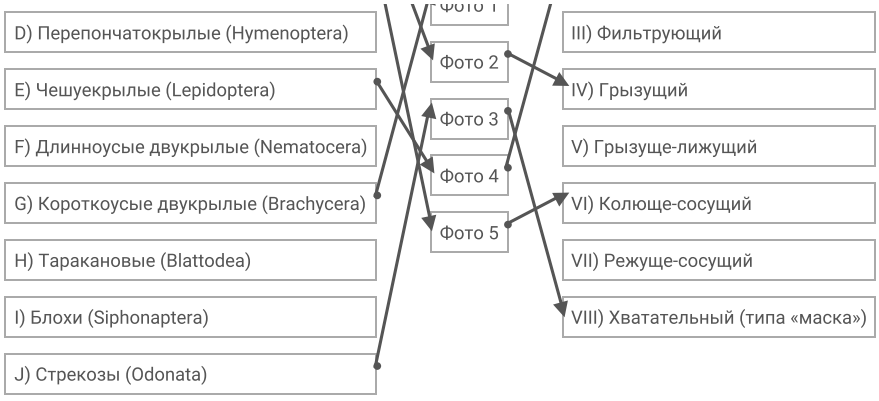 D) Перепончатокрылые (Hymenoptera)
E) Чешуекрылые (Lepidoptera)
F) Длинноусые двукрылые (Nematocera)
G) Короткоусые двукрылые (Brachycera)
H) Таракановые (Blattodea)
I) Блохи (Siphonaptera)
J) Стрекозы (Odonata)
Фото 1
Фото 2
Фото 3
Фото 4
Фото 5
III) Фильтрующий
IV) Грызущий
V) Грызуще-лижущий
VI) Колюще-сосущий
VII) Режуще-сосущий
VIII) Хватательный (типа «маска»)